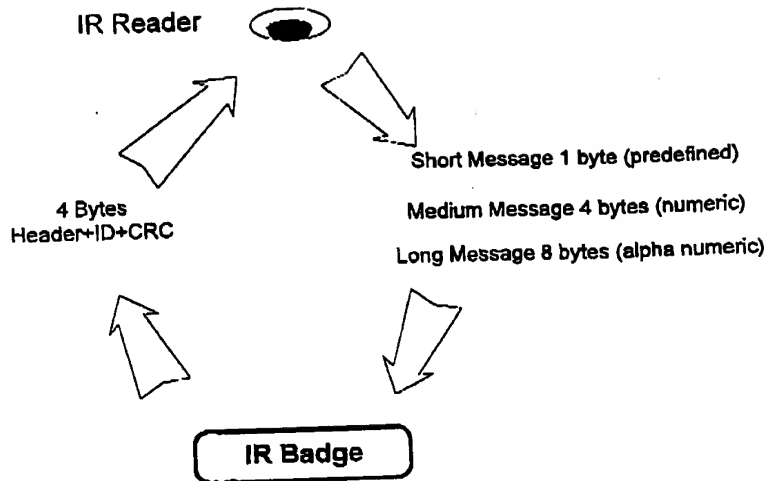 IR Reader
Short Message 1 byte (predefined)
4 Bytes
Header+ID+CRC
Medium Message 4 bytes (numeric)
Long Message 8 bytes (alpha numeric)
IR Badge